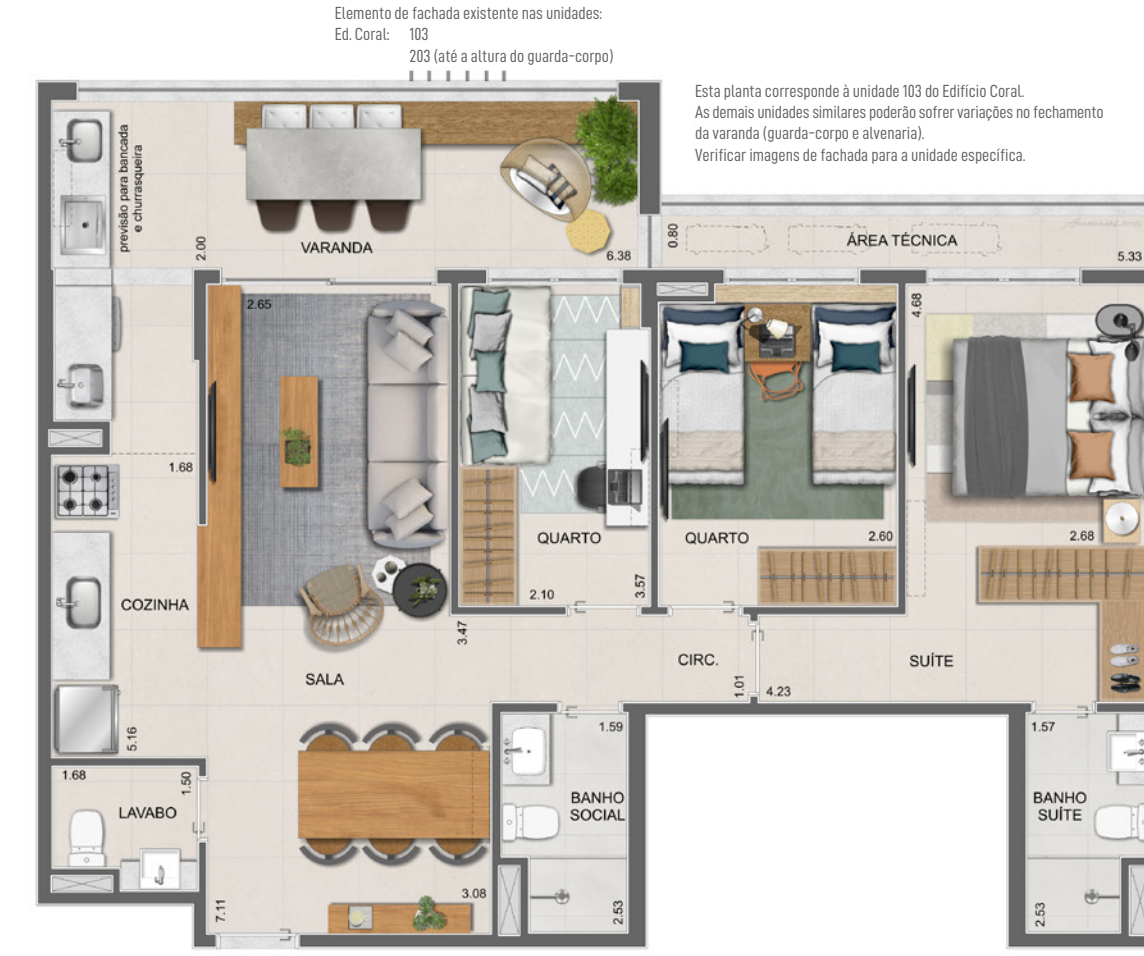 Elemento de fachada existente nas unidades:
Ed. Coral: 103
203 (até a altura do guarda-corpo)
Esta planta corresponde à unidade 103 do Edifício Coral.
As demais unidades similares poderão sofrer variações no fechamento
da varanda (guarda-corpo e alvenaria).
Verificar imagens de fachada para a unidade específica.
previsão para bancada
e churrasqueira
2.00
VARANDA
6.38
0.80
ÁREA TÉCNICA
5.33
2.65
4.68
1.68
QUARTO
2.10
3.57
QUARTO
2.60
2.68
COZINHA
3.47
SALA
CIRC.
1.01
4.23
SUÍTE
5.16
1.68
1.50
LAVABO
1.59
BANHO
SOCIAL
2.53
1.57
BANHO
SUÍTE
2.53
3.08
7.11